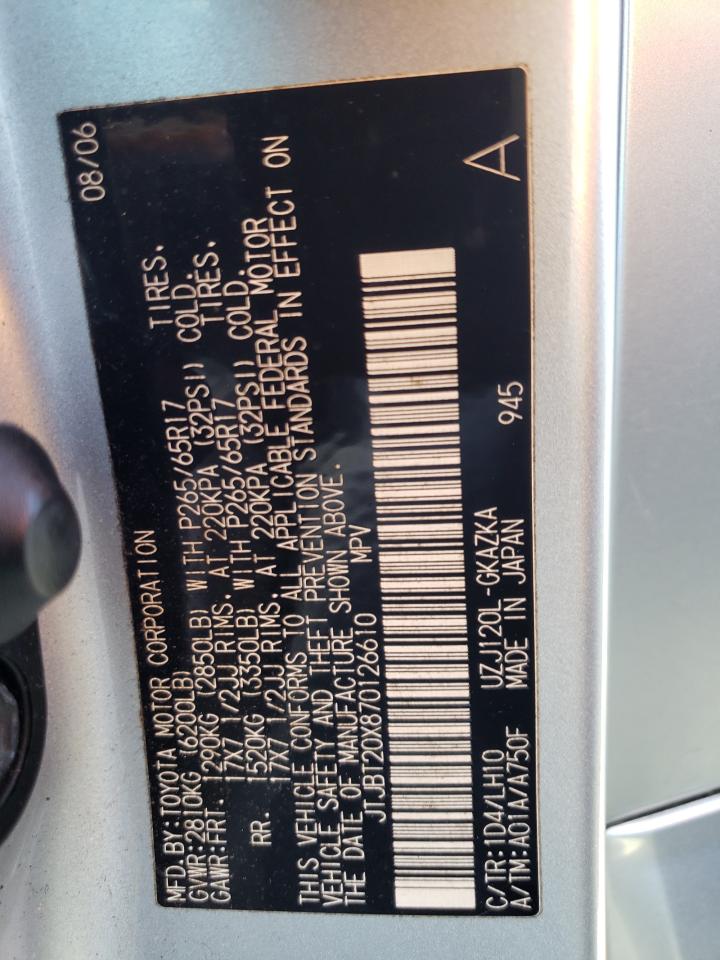 MFD. BY: TOYOTA MOTOR CORPORATION 08/06
GVWR: 2810KG (6200LB)
GAWR: FRT. 1290KG (2850LB) WITH P265/65R17 TIRES.
17X7 1/2JJ RIMS. AT 220KPA (32PSI) COLD.
RR. 1520KG (3350LB) WITH P265/65R17 TIRES.
17X7 1/2JJ RIMS. AT 220KPA (32PSI) COLD.
THIS VEHICLE CONFORMS TO ALL APPLICABLE FEDERAL MOTOR
VEHICLE SAFETY AND THEFT PREVENTION STANDARDS IN EFFECT ON
THE DATE OF MANUFACTURE SHOWN ABOVE.
JTJBT20X870126610 MPV
C/TR: 1D4/LH10 UZJ120L-GKAZKA 945 A
A/TM: A01A/A750F MADE IN JAPAN